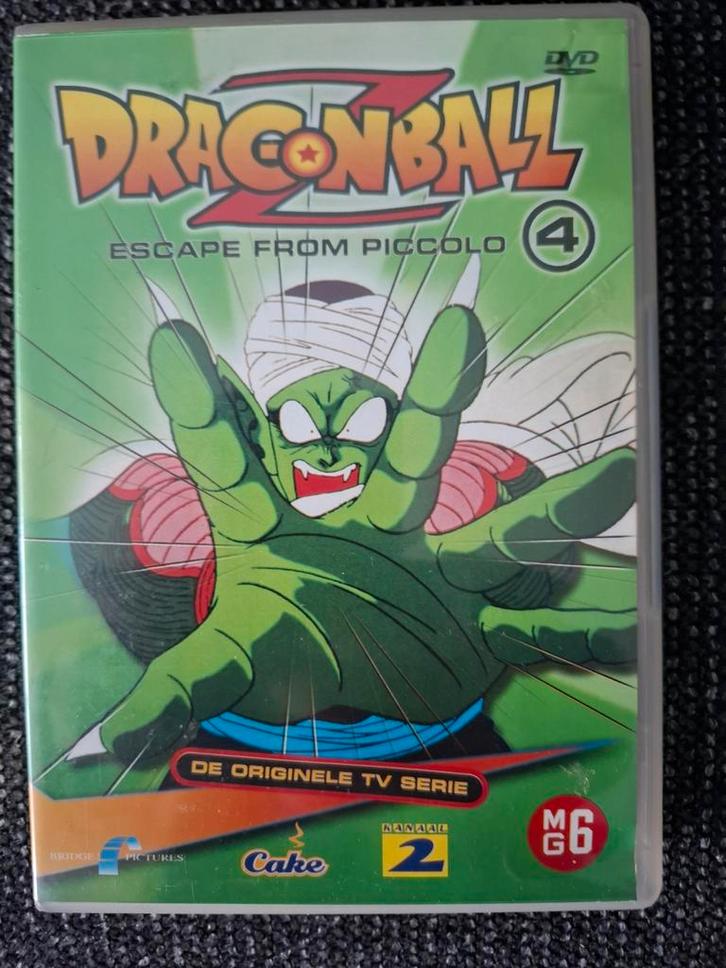 DVD
DRAGONBALL
Z
ESCAPE FROM PICCOLO 4
DE ORIGINELE TV SERIE
BRIDGE PICTURES
Cake
KANAAL
2
MG6